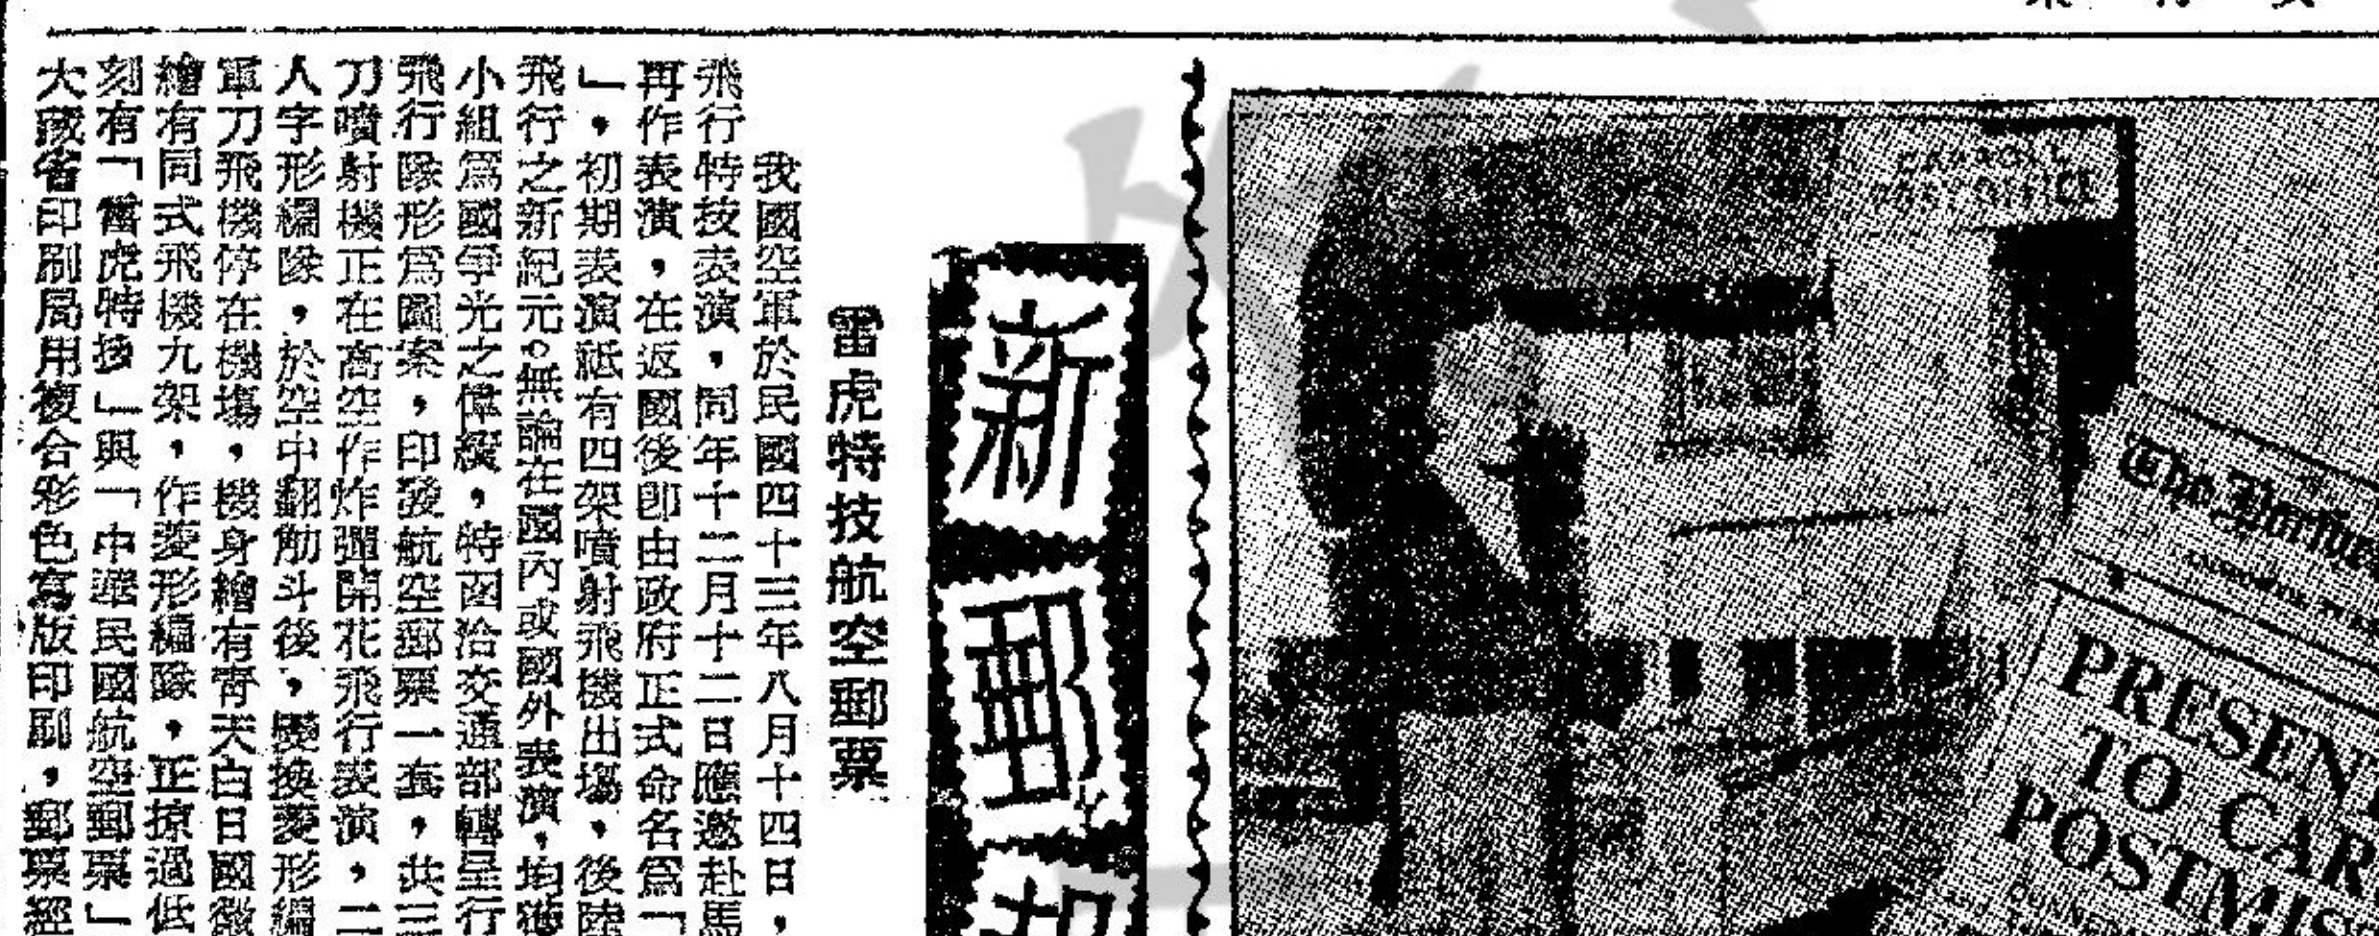 新郵
雷虎特技航空郵票
我國空軍於民國四十三年八月十四日，
飛行特技表演，同年十二月十二日應邀赴馬
再作表演，在返國後即由政府正式命名爲「
」，初期表演祇有四架噴射飛機出場，後陸
飛行之新紀元。無論在國內或國外表演，均獲
小組爲國爭光之偉績，特函洽交通部轉呈行
飛行隊形爲圖案，印發航空郵票一套，共三
刀噴射機正在高空作炸彈開花飛行表演，二
人字形編隊，於空中翻觔斗後，變換菱形編
軍刀飛機停在機場，機身繪有青天白日國徽
繪有同式飛機九架，作菱形編隊，正掠過低
刻有「雷虎特技」與「中華民國航空郵票」
大藏省印刷局用複合彩色寫版印刷，郵票經
CARROLL
POST OFFICE
PRESEN
TO CAR
POSTMIS